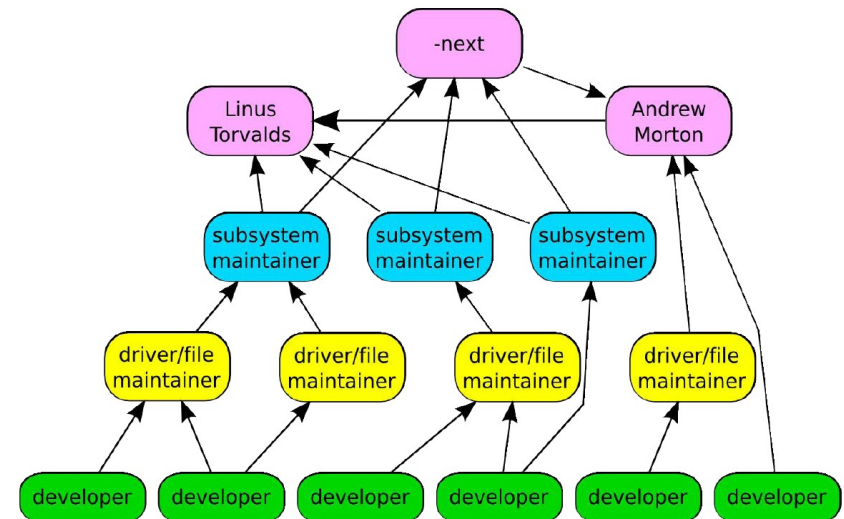 -next
Linus
Torvalds
Andrew
Morton
subsystem
maintainer
subsystem
maintainer
subsystem
maintainer
driver/file
maintainer
driver/file
maintainer
driver/file
maintainer
driver/file
maintainer
developer
developer
developer
developer
developer
developer